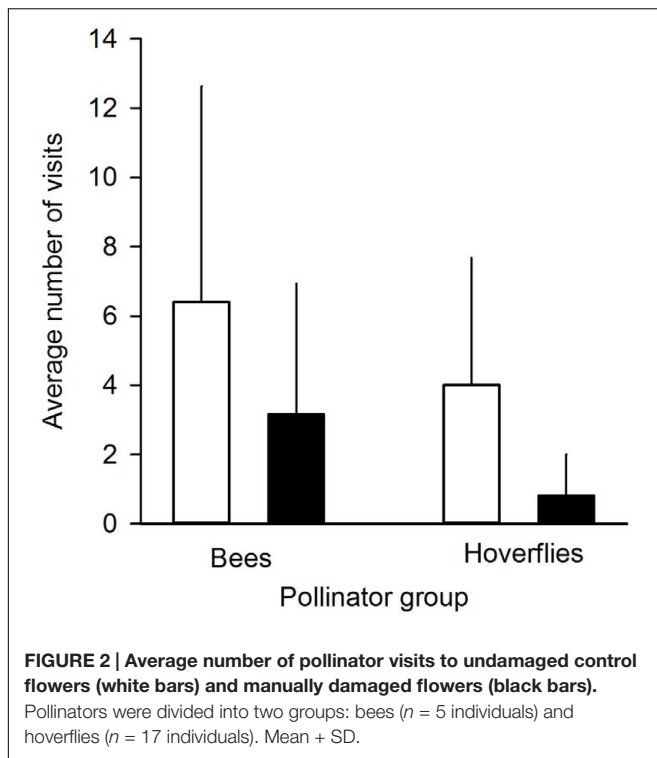 14
12
10
8
6
4
2
0
Average number of visits
Bees
Hoverflies
Pollinator group
FIGURE 2 | Average number of pollinator visits to undamaged control
flowers (white bars) and manually damaged flowers (black bars).
Pollinators were divided into two groups: bees (n = 5 individuals) and
hoverflies (n = 17 individuals). Mean + SD.